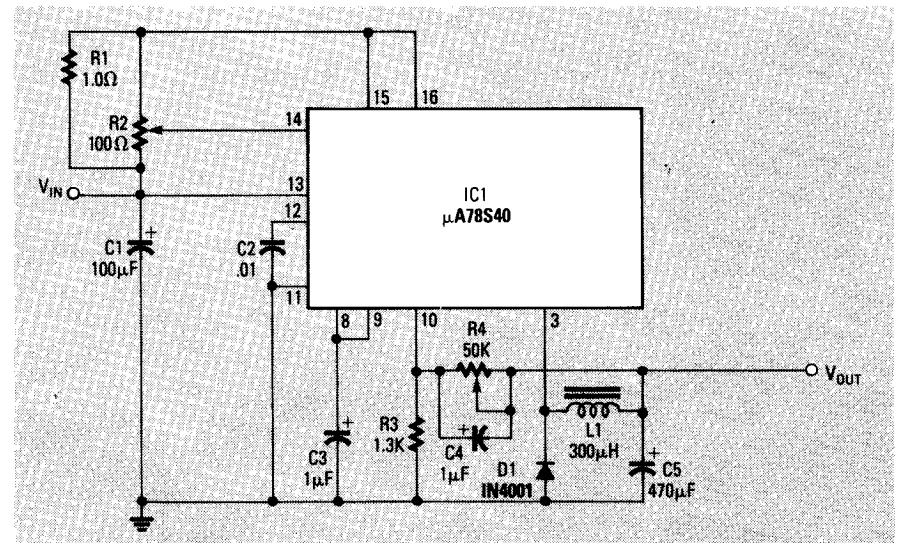 R1
1.0Ω
15
16
R2
100Ω
14
V_IN
13
IC1
μA78S40
12
C1
100μF
+
C2
.01
11
8
9
10
3
R4
50K
V_OUT
R3
1.3K
+
C4
1μF
L1
300μH
+
C3
1μF
D1
IN4001
+
C5
470μF